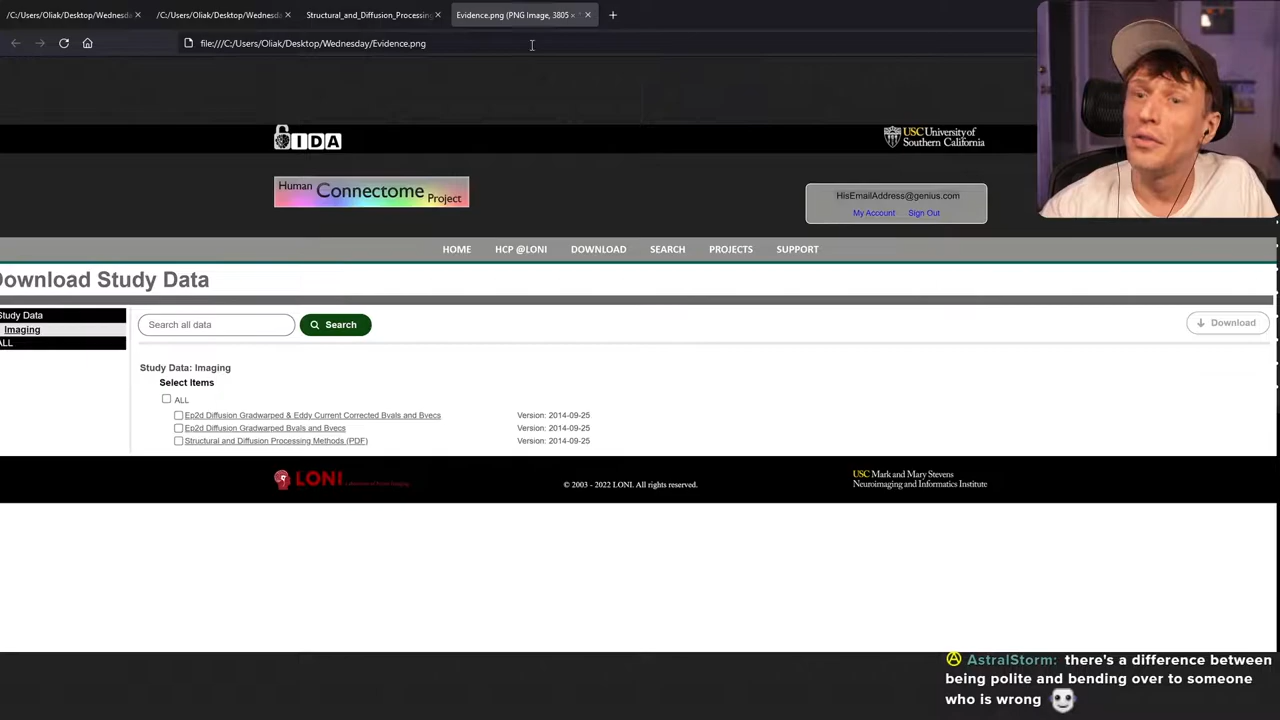 /C:/Users/Oliak/Desktop/Wednesda
/C:/Users/Oliak/Desktop/Wednesda
Structural_and_Diffusion_Processing
Evidence.png (PNG Image, 3805 ×
file:///C:/Users/Oliak/Desktop/Wednesday/Evidence.png
IDA
USC University of
Southern California
Human Connectome Project
HisEmailAddress@genius.com
My Account Sign Out
HOME HCP @LONI DOWNLOAD SEARCH PROJECTS SUPPORT
Download Study Data
Study Data
Imaging
ALL
Search all data
Search
Download
Study Data: Imaging
Select Items
ALL
Ep2d Diffusion Gradwarped & Eddy Current Corrected Bvals and Bvecs Version: 2014-09-25
Ep2d Diffusion Gradwarped Bvals and Bvecs Version: 2014-09-25
Structural and Diffusion Processing Methods (PDF) Version: 2014-09-25
LONI
© 2003 - 2022 LONI. All rights reserved.
USC Mark and Mary Stevens
Neuroimaging and Informatics Institute
AstralStorm: there's a difference between
being polite and bending over to someone
who is wrong